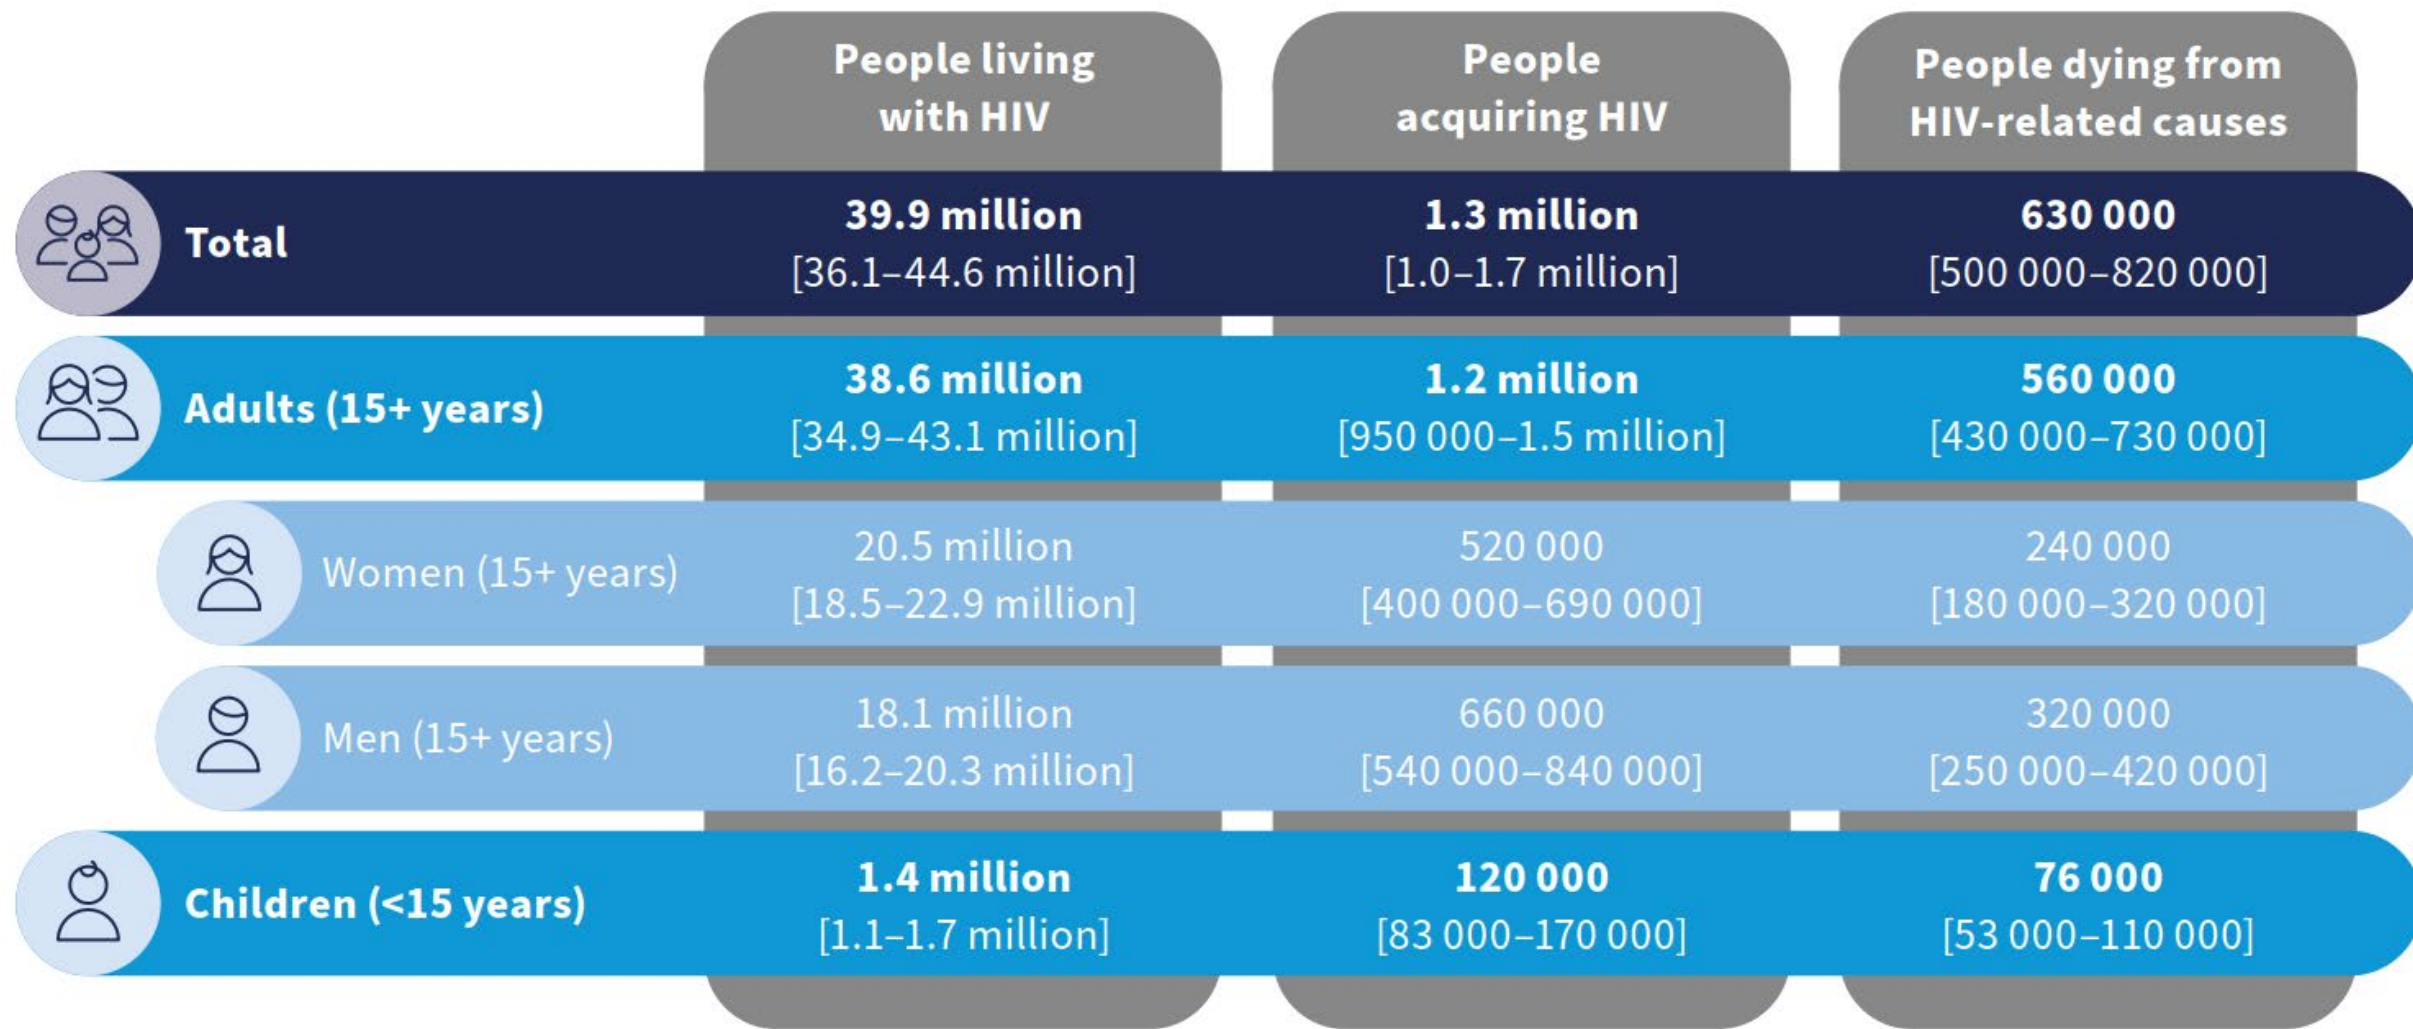 People living
with HIV
People
acquiring HIV
People dying from
HIV-related causes
Total
39.9 million
[36.1–44.6 million]
1.3 million
[1.0–1.7 million]
630 000
[500 000–820 000]
Adults (15+ years)
38.6 million
[34.9–43.1 million]
1.2 million
[950 000–1.5 million]
560 000
[430 000–730 000]
Women (15+ years)
20.5 million
[18.5–22.9 million]
520 000
[400 000–690 000]
240 000
[180 000–320 000]
Men (15+ years)
18.1 million
[16.2–20.3 million]
660 000
[540 000–840 000]
320 000
[250 000–420 000]
Children (<15 years)
1.4 million
[1.1–1.7 million]
120 000
[83 000–170 000]
76 000
[53 000–110 000]